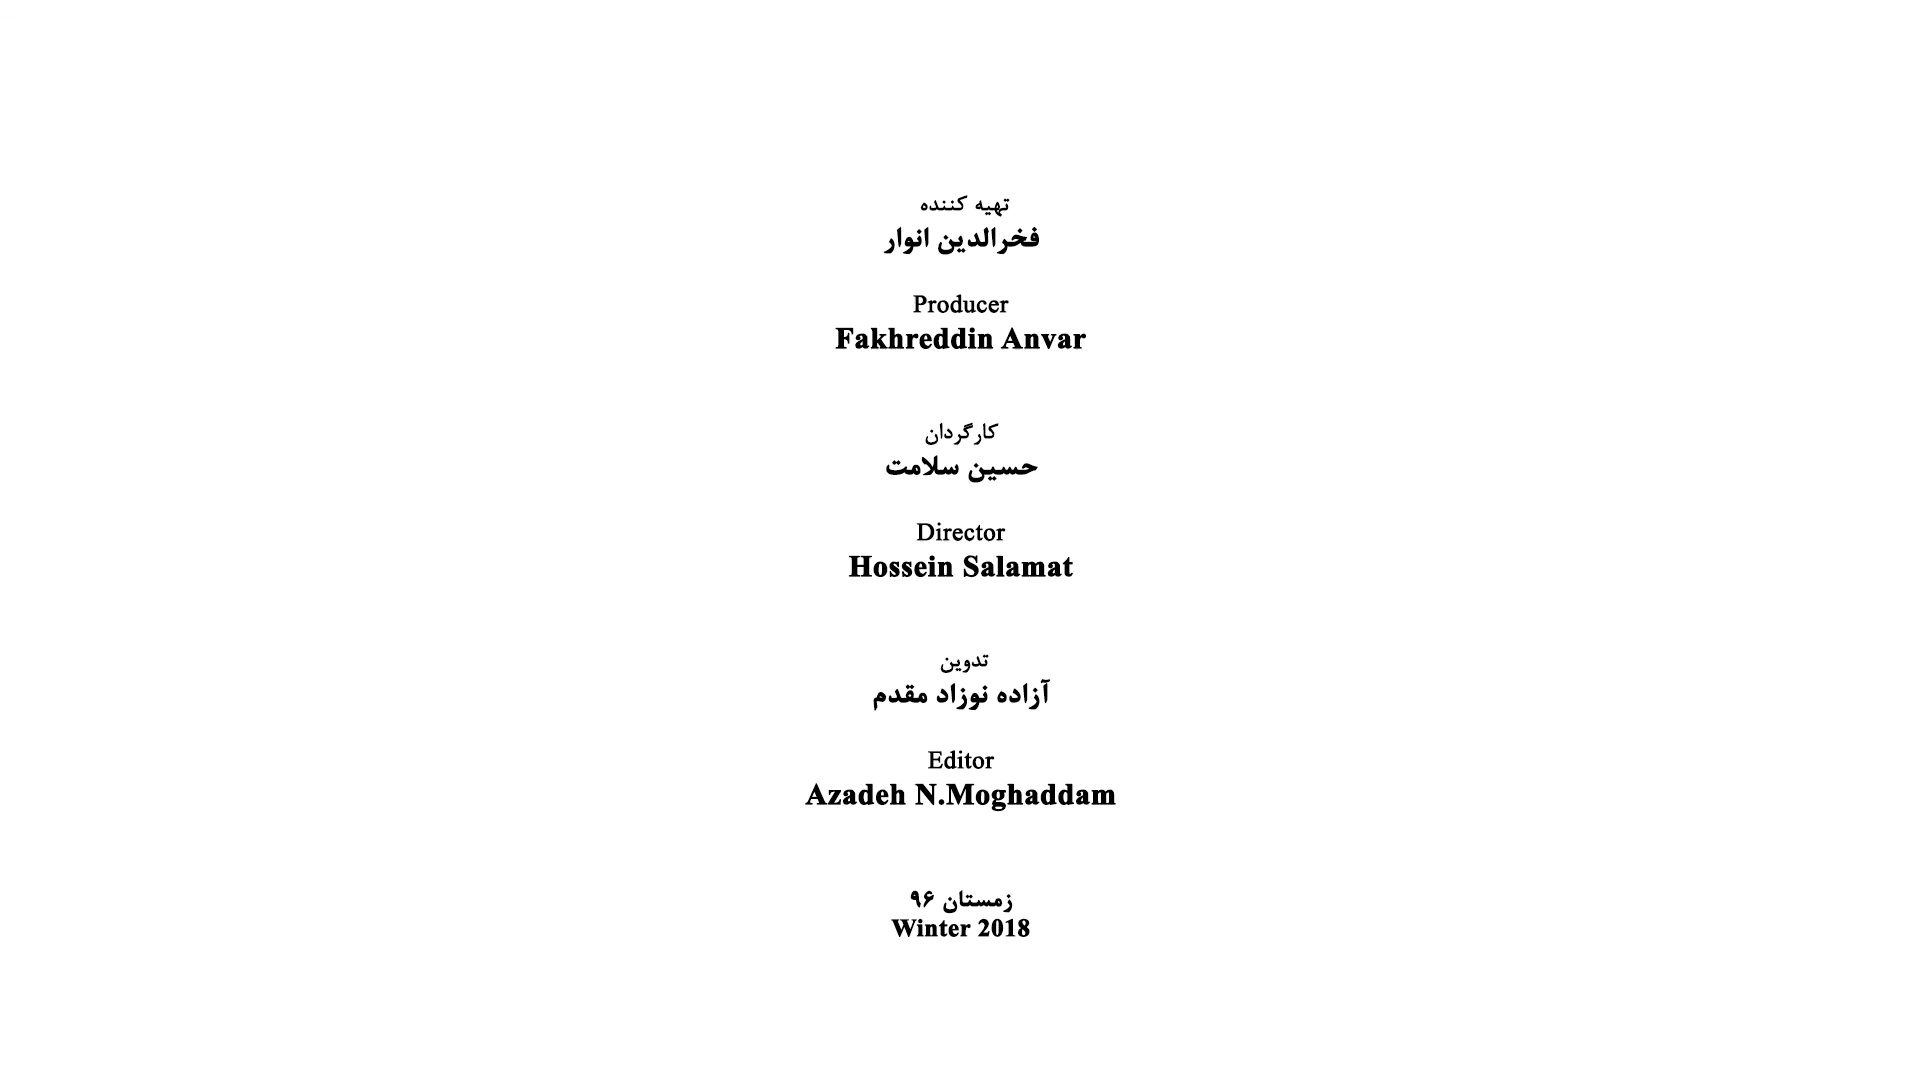 تهیه کننده
فخرالدین انوار
Producer
Fakhreddin Anvar
کارگردان
حسین سلامت
Director
Hossein Salamat
تدوین
آزاده نوزاد مقدم
Editor
Azadeh N.Moghaddam
زمستان ۹۶
Winter 2018